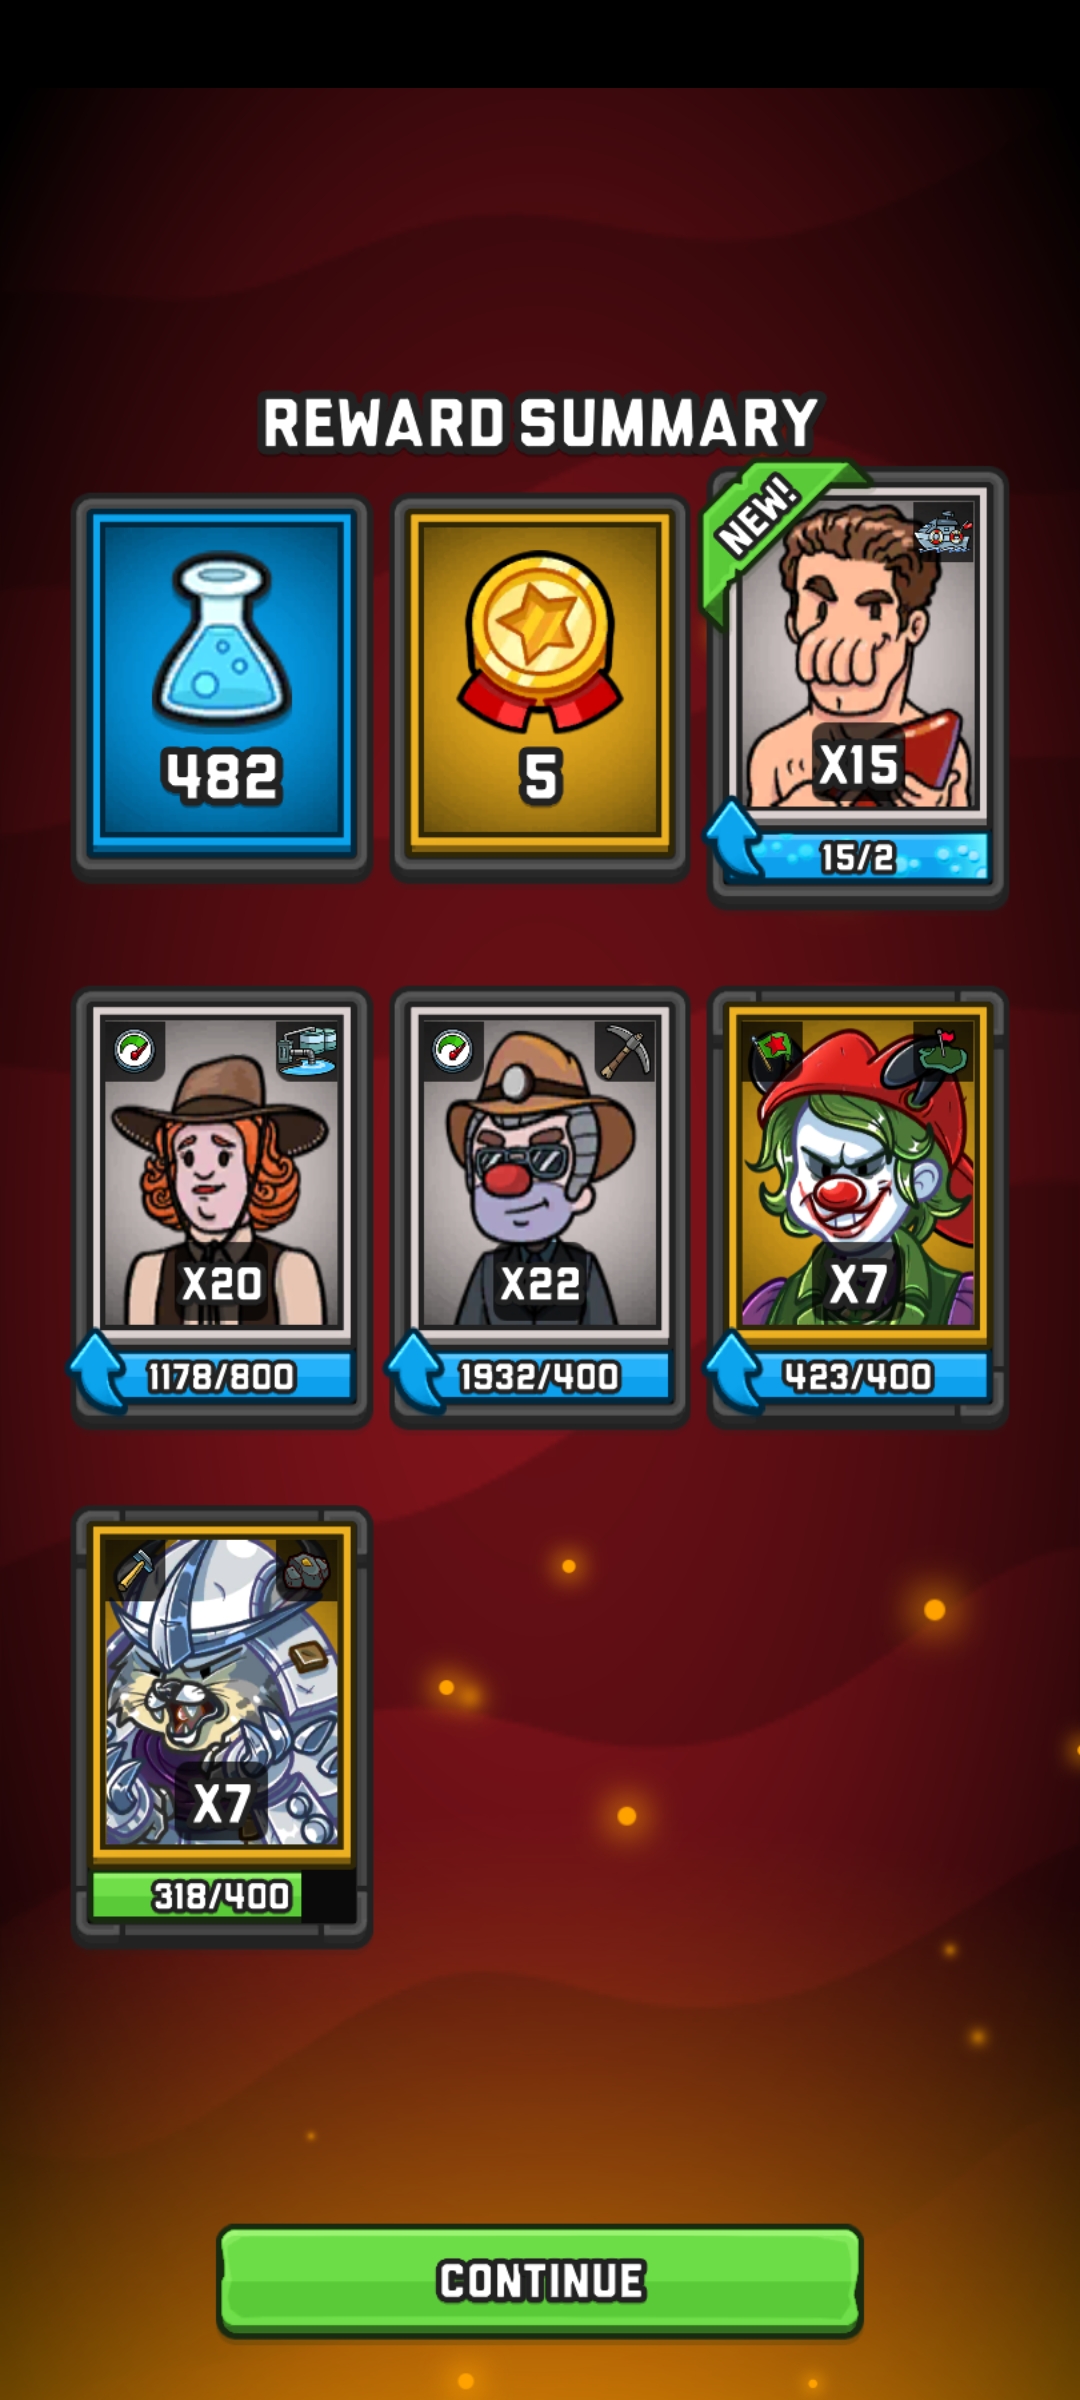 REWARD SUMMARY
482
5
NEW!
X15
15/2
X20
1178/800
X22
1932/400
X7
423/400
X7
318/400
CONTINUE